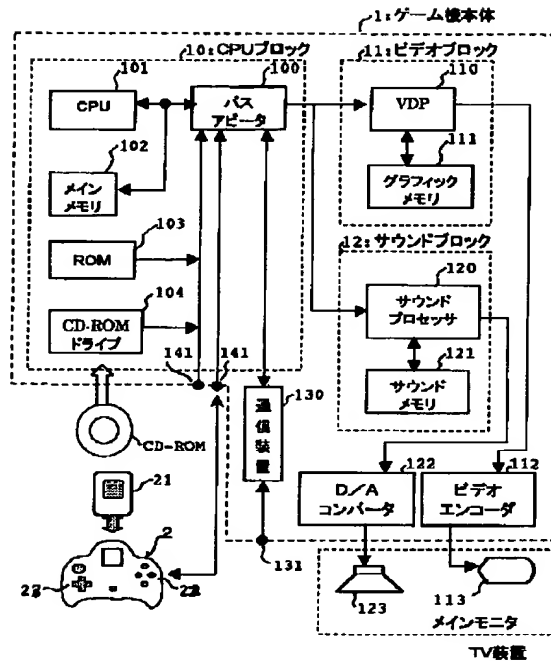 1:ゲーム機本体
10:CPUブロック
11:ビデオブロック
101
CPU
100
バス
アビータ
110
VDP
102
メイン
メモリ
111
グラフィック
メモリ
103
ROM
12:サウンドブロック
120
サウンド
プロセッサ
104
CD-ROM
ドライブ
121
サウンド
メモリ
141
141
130
通信装置
CD-ROM
122
D/A
コンバータ
112
ビデオ
エンコーダ
21
2
22
22
131
123
113
メインモニタ
TV装置